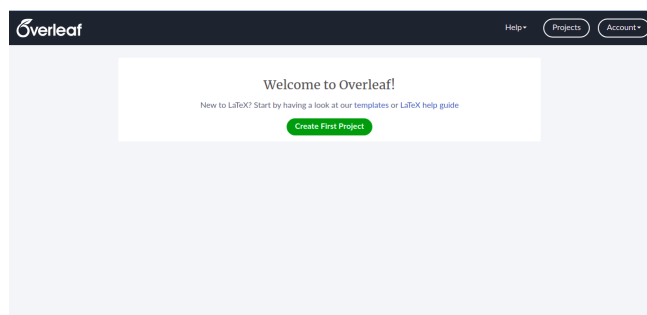 Overleaf
Help
Projects
Account
Welcome to Overleaf!
New to LaTeX? Start by having a look at our templates or LaTeX help guide
Create First Project